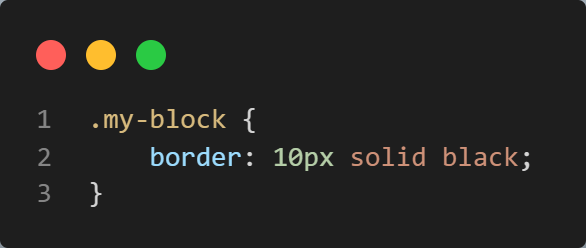 1 .my-block {
2     border: 10px solid black;
3 }